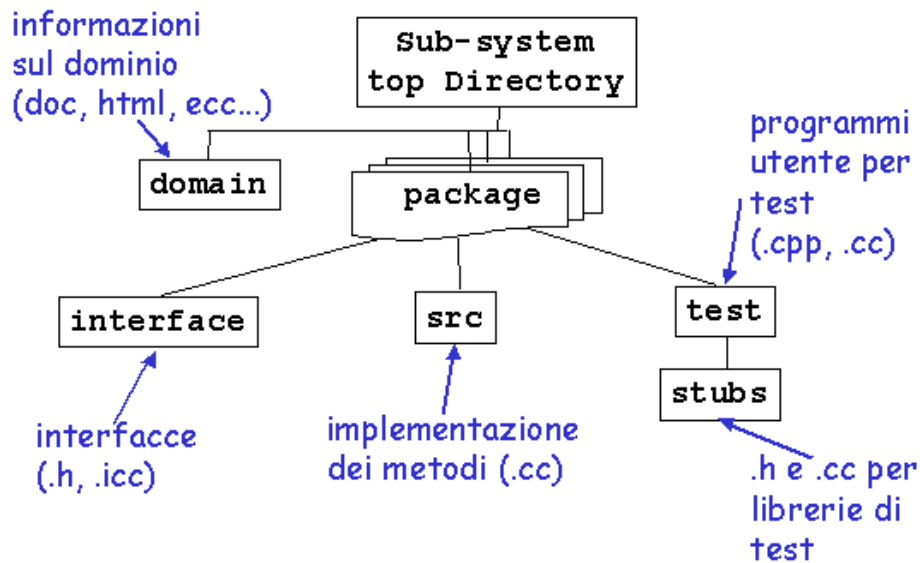 informazioni
sul dominio
(doc, html, ecc...)
Sub-system
top Directory
programmi
utente per
test
(.cpp, .cc)
domain
package
interface
src
test
stubs
interfacce
(.h, .icc)
implementazione
dei metodi (.cc)
.h e .cc per
librerie di
test